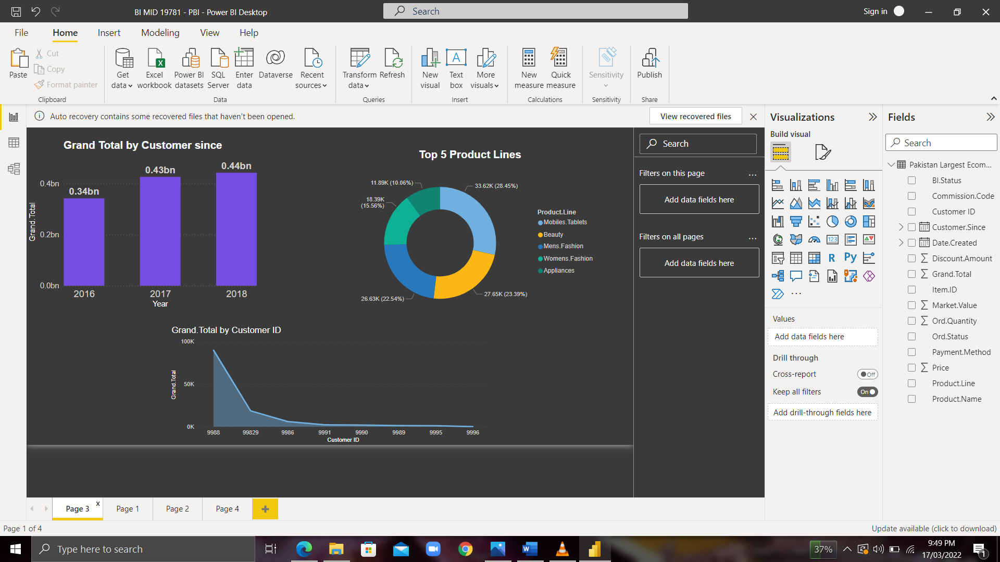 BI MID 19781 - PBI - Power BI Desktop
Search
Sign in
File
Home
Insert
Modeling
View
Help
Paste
Cut
Copy
Format painter
Clipboard
Get
data
Excel
workbook
Power BI
datasets
SQL
Server
Enter
data
Dataverse
Recent
sources
Data
Transform
data
Refresh
Queries
New
visual
A
Text
box
More
visuals
Insert
New
measure
Quick
measure
Calculations
Sensitivity
Sensitivity
Publish
Share
Auto recovery contains some recovered files that haven't been opened.
View recovered files
Grand Total by Customer since
Grand.Total
0.4bn
0.2bn
0.0bn
0.34bn
0.43bn
0.44bn
2016
2017
2018
Year
Top 5 Product Lines
11.89K (10.06%)
33.62K (28.45%)
18.39K
(15.56%)
26.63K (22.54%)
27.65K (23.39%)
Product.Line
Mobiles.Tablets
Beauty
Mens.Fashion
Womens.Fashion
Appliances
Grand.Total by Customer ID
100K
50K
0K
Grand.Total
9988
99829
9986
9991
9990
9989
9995
9996
Customer ID
Search
Filters on this page
...
Add data fields here
Filters on all pages
...
Add data fields here
Visualizations
Build visual
123
R
Py
...
Values
Add data fields here
Drill through
Cross-report
Off
Keep all filters
On
Add drill-through fields here
Fields
Search
Pakistan Largest Ecom...
BI.Status
Commission.Code
Customer ID
Customer.Since
Date.Created
Discount.Amount
Grand.Total
Item.ID
Market.Value
Ord.Quantity
Ord.Status
Payment.Method
Price
Product.Line
Product.Name
Page 3
x
Page 1
Page 2
Page 4
+
Page 1 of 4
Update available (click to download)
Type here to search
37%
9:49 PM
17/03/2022
1